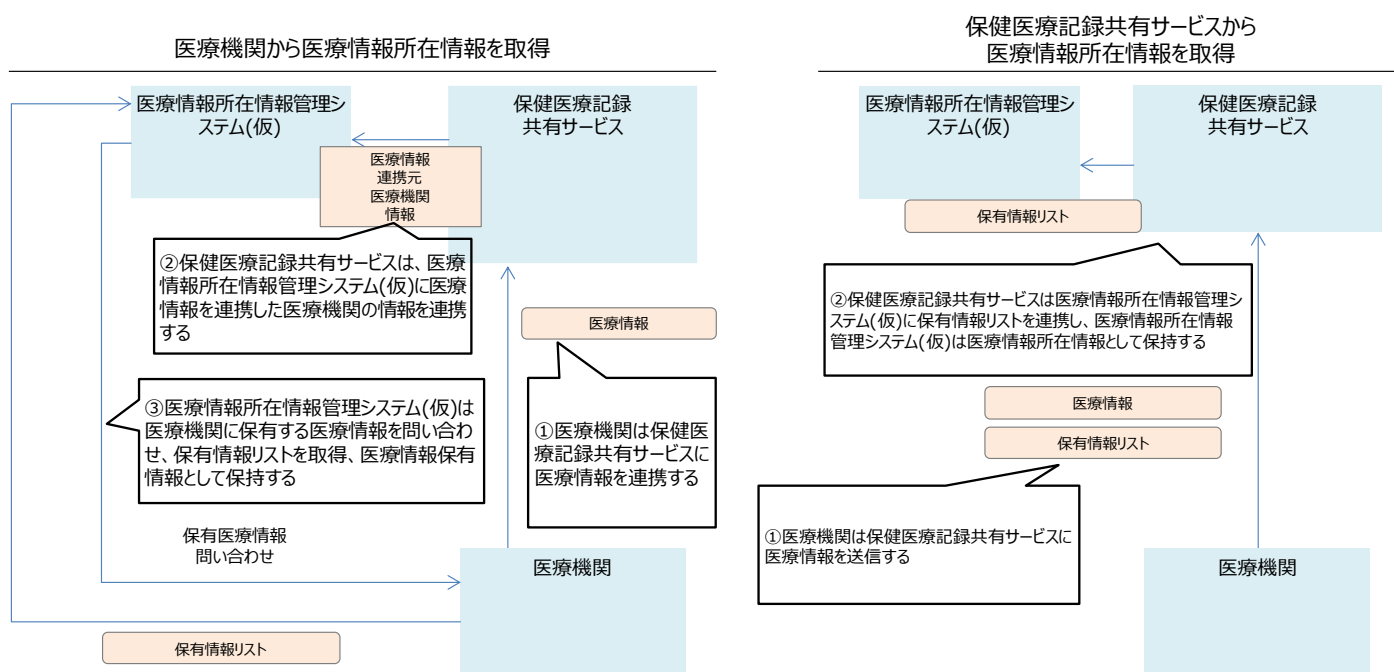 医療機関から医療情報所在情報を取得
医療情報所在情報管理シ
ステム(仮)
保健医療記録
共有サービス
医療情報
連携元
医療機関
情報
②保健医療記録共有サービスは、医療
情報所在情報管理システム(仮)に医療
情報を連携した医療機関の情報を連携
する
医療情報
③医療情報所在情報管理システム(仮)は
医療機関に保有する医療情報を問い合わ
せ、保有情報リストを取得、医療情報保有
情報として保持する
①医療機関は保健医
療記録共有サービスに
医療情報を連携する
保有医療情報
問い合わせ
医療機関
保有情報リスト
保健医療記録共有サービスから
医療情報所在情報を取得
医療情報所在情報管理シ
ステム(仮)
保健医療記録
共有サービス
保有情報リスト
②保健医療記録共有サービスは医療情報所在情報管理シ
ステム(仮)に保有情報リストを連携し、医療情報所在情報
管理システム(仮)は医療情報所在情報として保持する
医療情報
保有情報リスト
①医療機関は保健医療記録共有サービスに
医療情報を送信する
医療機関